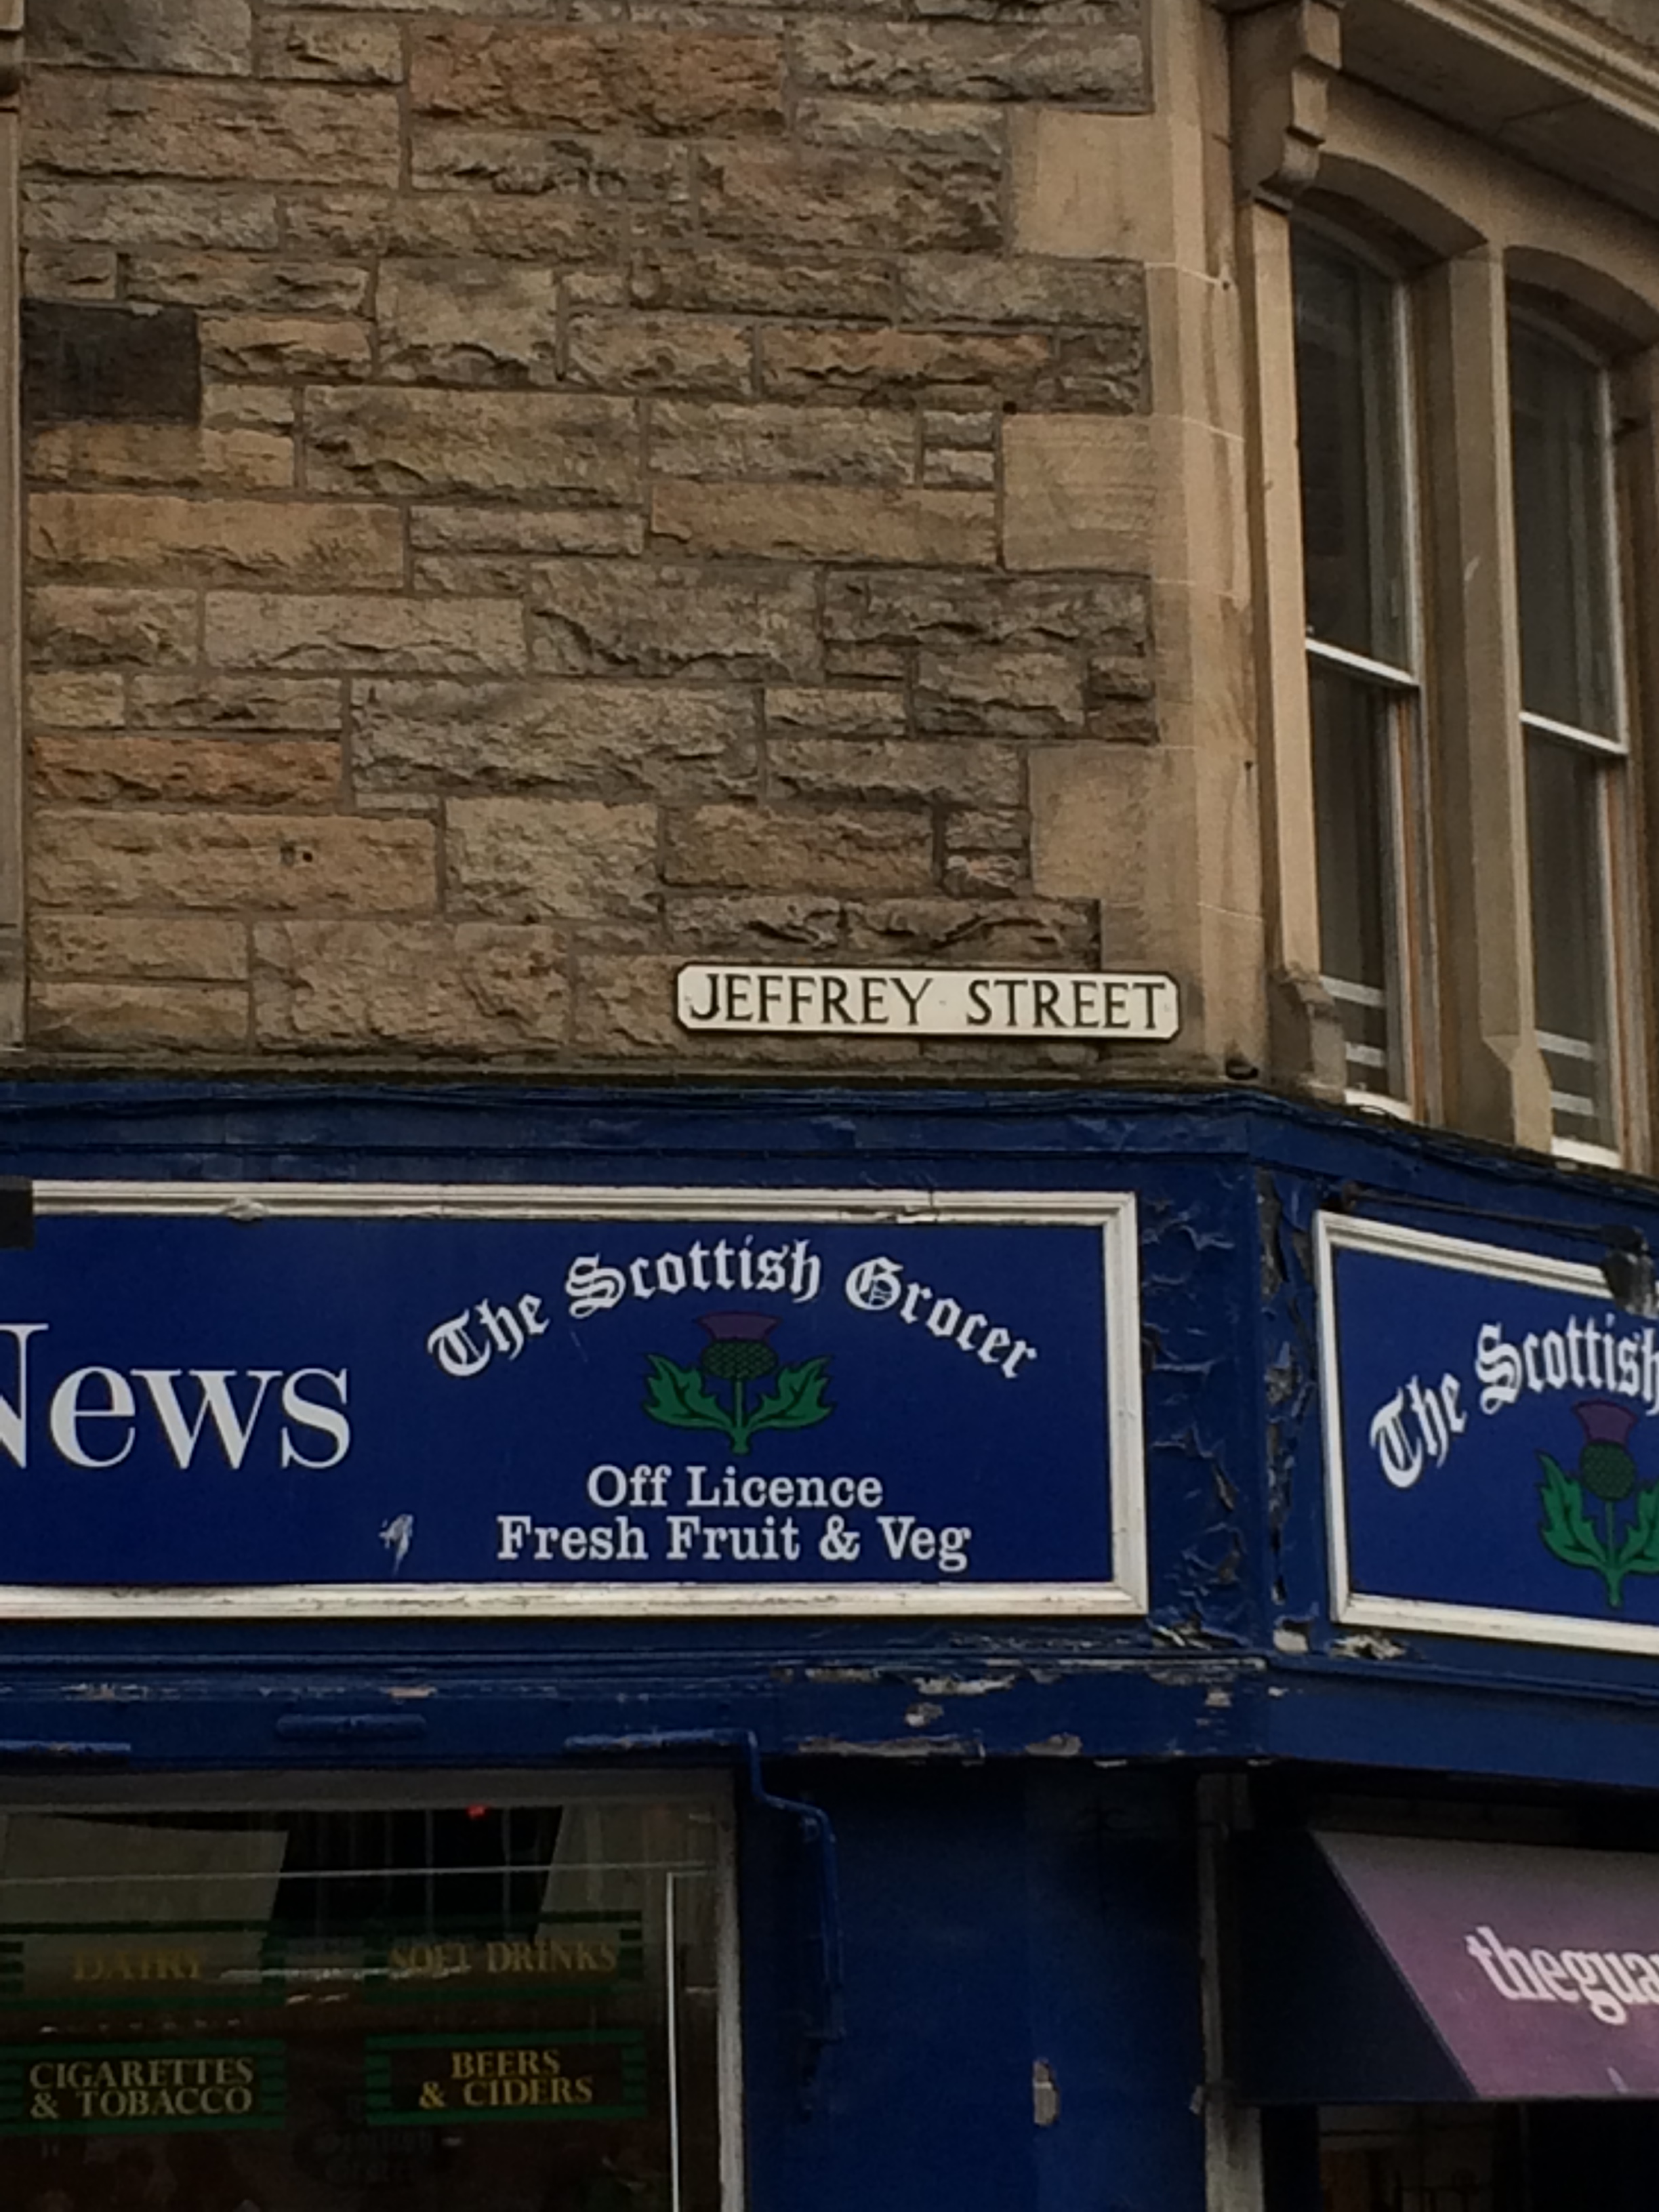 JEFFREY STREET
News
The Scottish Grocer
Off Licence
Fresh Fruit & Veg
The Scottish
DAIRY
SOFT DRINKS
CIGARETTES
& TOBACCO
BEERS
& CIDERS
thegua